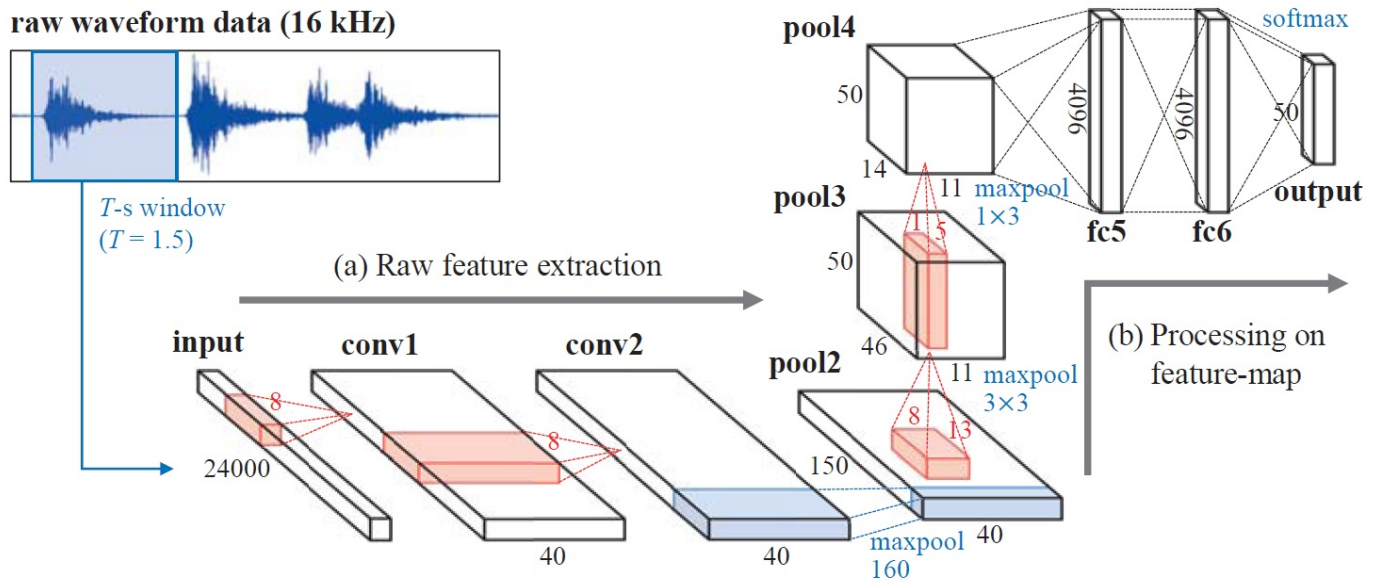 raw waveform data (16 kHz)
T-s window
(T = 1.5)
(a) Raw feature extraction
input
8
24000
conv1
8
40
conv2
40
maxpool
160
pool2
8
13
150
40
pool3
1
5
50
46
11
maxpool
3×3
pool4
50
14
11
maxpool
1×3
4096
fc5
4096
fc6
softmax
50
output
(b) Processing on
feature-map